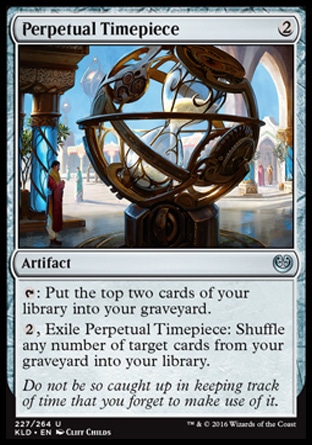 Perpetual Timepiece 2
Artifact
: Put the top two cards of your
library into your graveyard.
2, Exile Perpetual Timepiece: Shuffle
any number of target cards from
your graveyard into your library.
Do not be so caught up in keeping track
of time that you forget to make use of it.
227/264 U
KLD • EN Cliff Childs
™ & © 2016 Wizards of the Coast